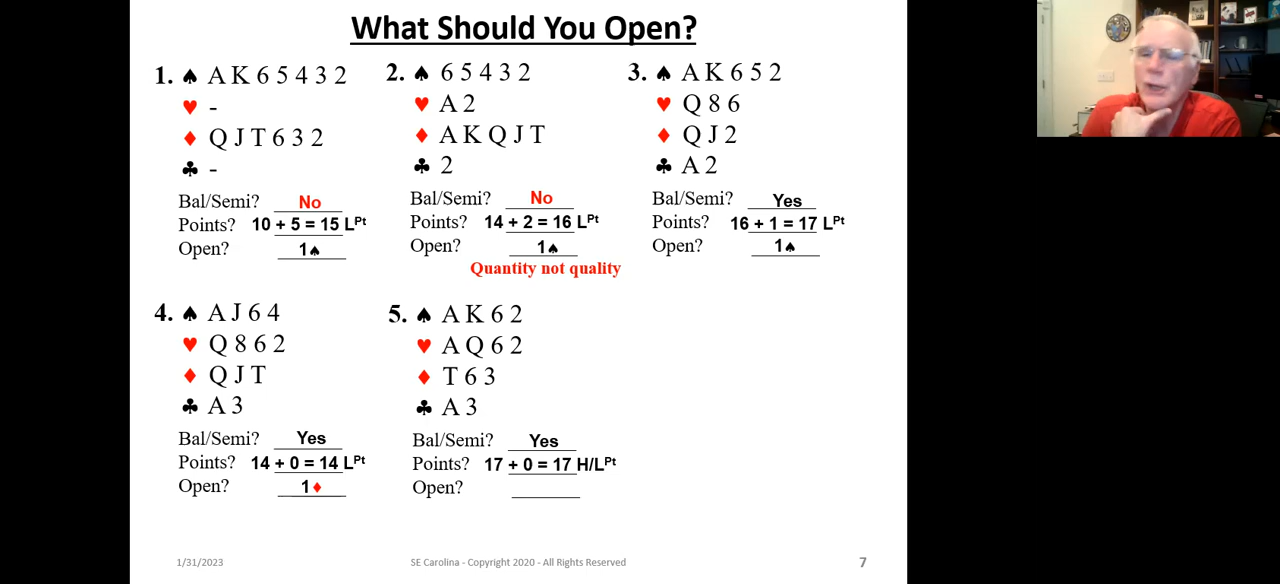 What Should You Open?
1. ♠ A K 6 5 4 3 2
♥ -
♦ Q J T 6 3 2
♣ -
Bal/Semi? No
Points? 10 + 5 = 15 LPt
Open? 1♠
2. ♠ 6 5 4 3 2
♥ A 2
♦ A K Q J T
♣ 2
Bal/Semi? No
Points? 14 + 2 = 16 LPt
Open? 1♠
Quantity not quality
3. ♠ A K 6 5 2
♥ Q 8 6
♦ Q J 2
♣ A 2
Bal/Semi? Yes
Points? 16 + 1 = 17 LPt
Open? 1♠
4. ♠ A J 6 4
♥ Q 8 6 2
♦ Q J T
♣ A 3
Bal/Semi? Yes
Points? 14 + 0 = 14 LPt
Open? 1♦
5. ♠ A K 6 2
♥ A Q 6 2
♦ T 6 3
♣ A 3
Bal/Semi? Yes
Points? 17 + 0 = 17 H/LPt
Open?
1/31/2023
SE Carolina - Copyright 2020 - All Rights Reserved
7